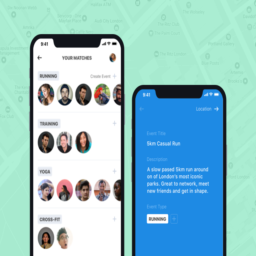 9:41
YOUR MATCHES
RUNNING
Create Event +
TRAINING
YOGA
CROSS-FIT
9:41
Location →
Event Title
5km Casual Run
Description
A slow paced 5km run around
on of London's most iconic
parks. Great to network, meet
new friends and get in shape.
Event Type
RUNNING